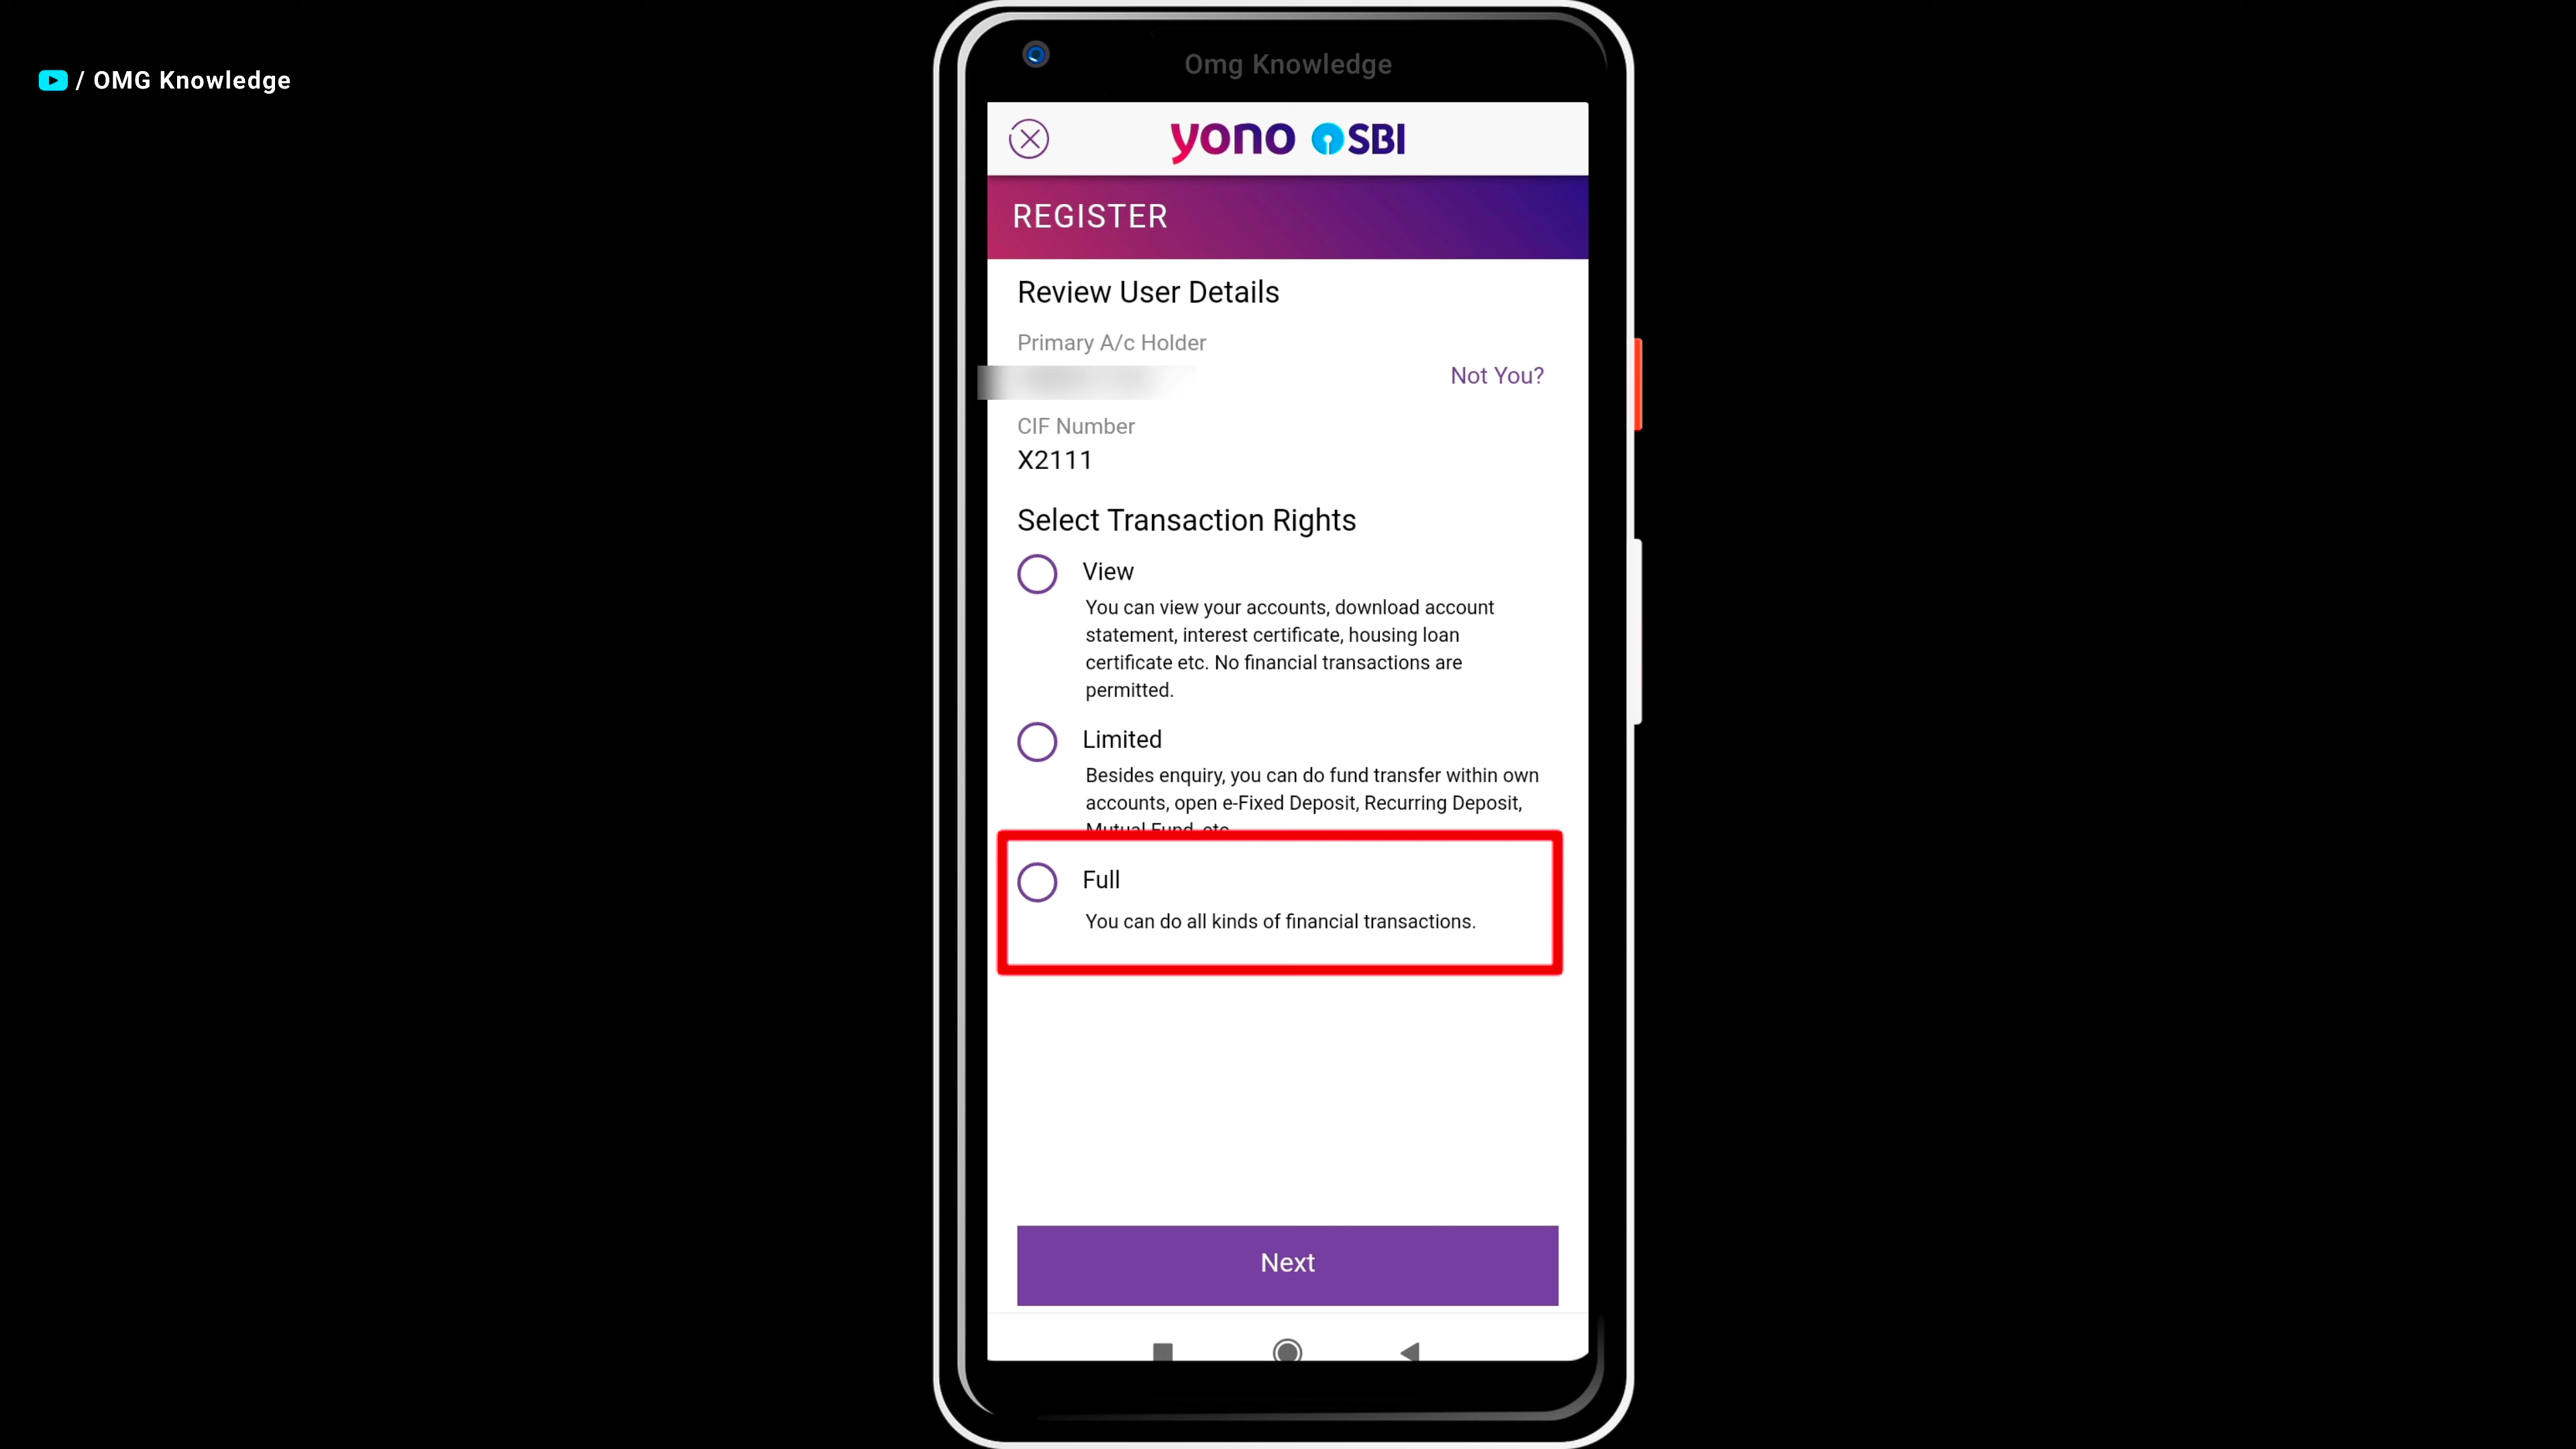 / OMG Knowledge
Omg Knowledge
yono SBI
REGISTER
Review User Details
Primary A/c Holder
Not You?
CIF Number
X2111
Select Transaction Rights
View
You can view your accounts, download account
statement, interest certificate, housing loan
certificate etc. No financial transactions are
permitted.
Limited
Besides enquiry, you can do fund transfer within own
accounts, open e-Fixed Deposit, Recurring Deposit,
Mutual Fund, etc
Full
You can do all kinds of financial transactions.
Next